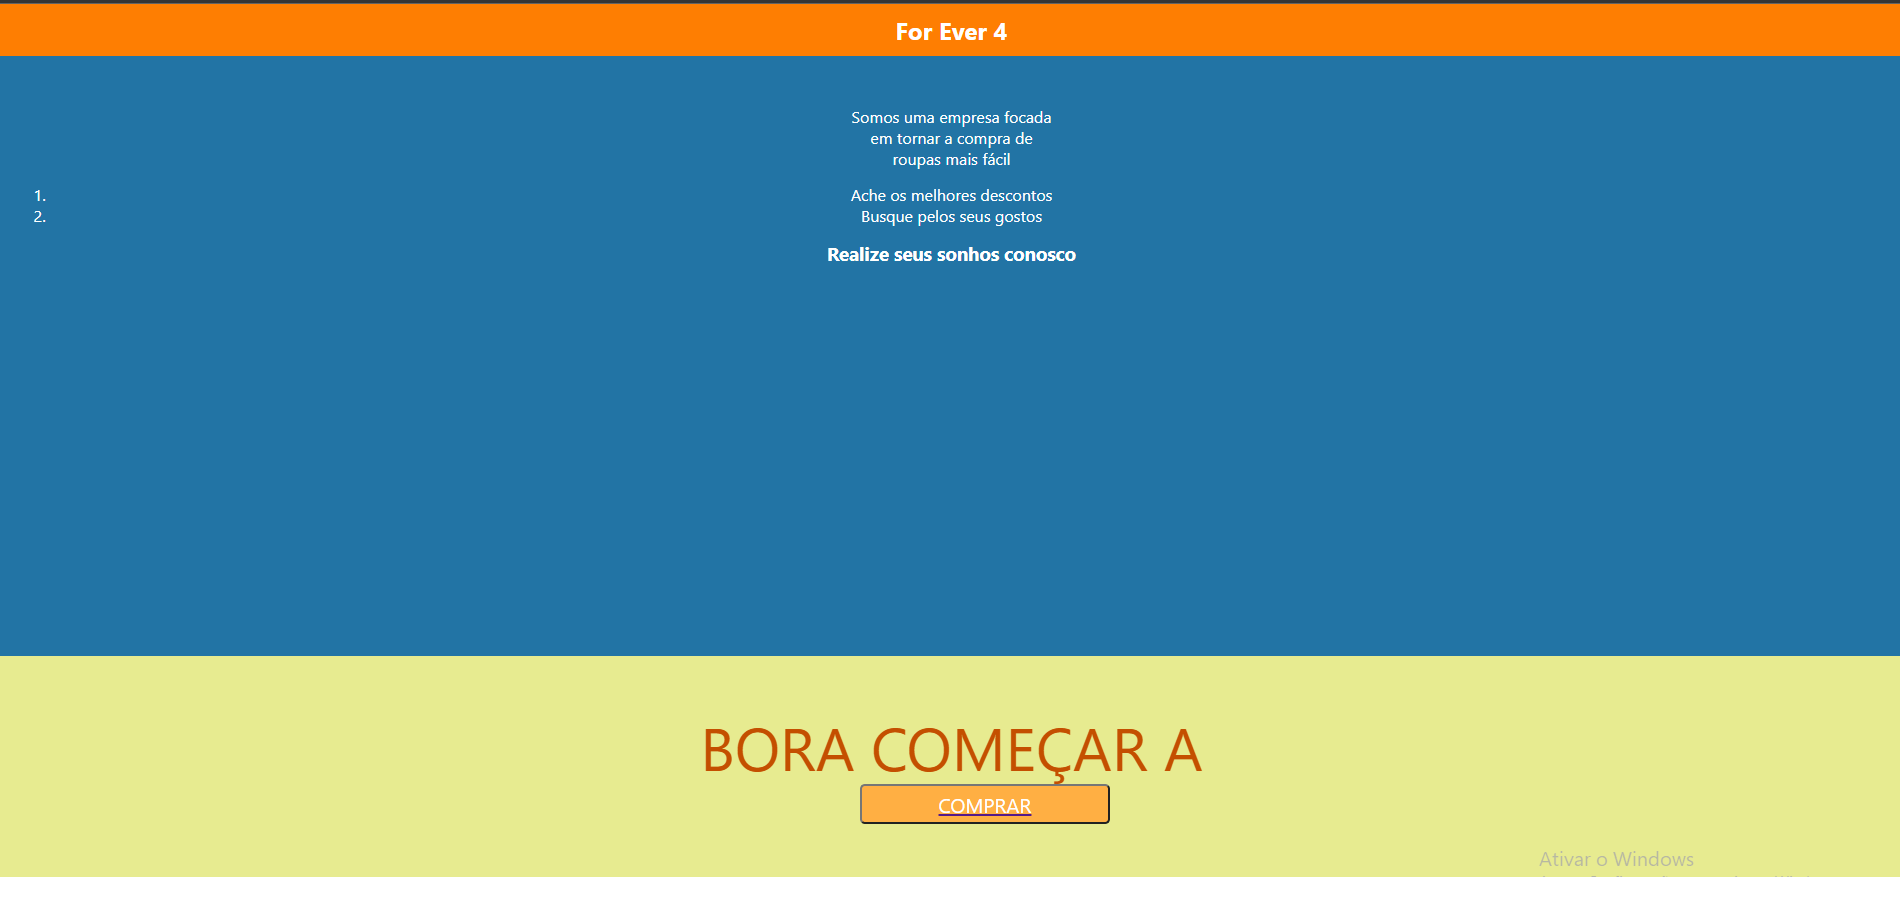 For Ever 4
Somos uma empresa focada
em tornar a compra de
roupas mais fácil
1. Ache os melhores descontos
2. Busque pelos seus gostos
Realize seus sonhos conosco
BORA COMEÇAR A
COMPRAR
Ativar o Windows